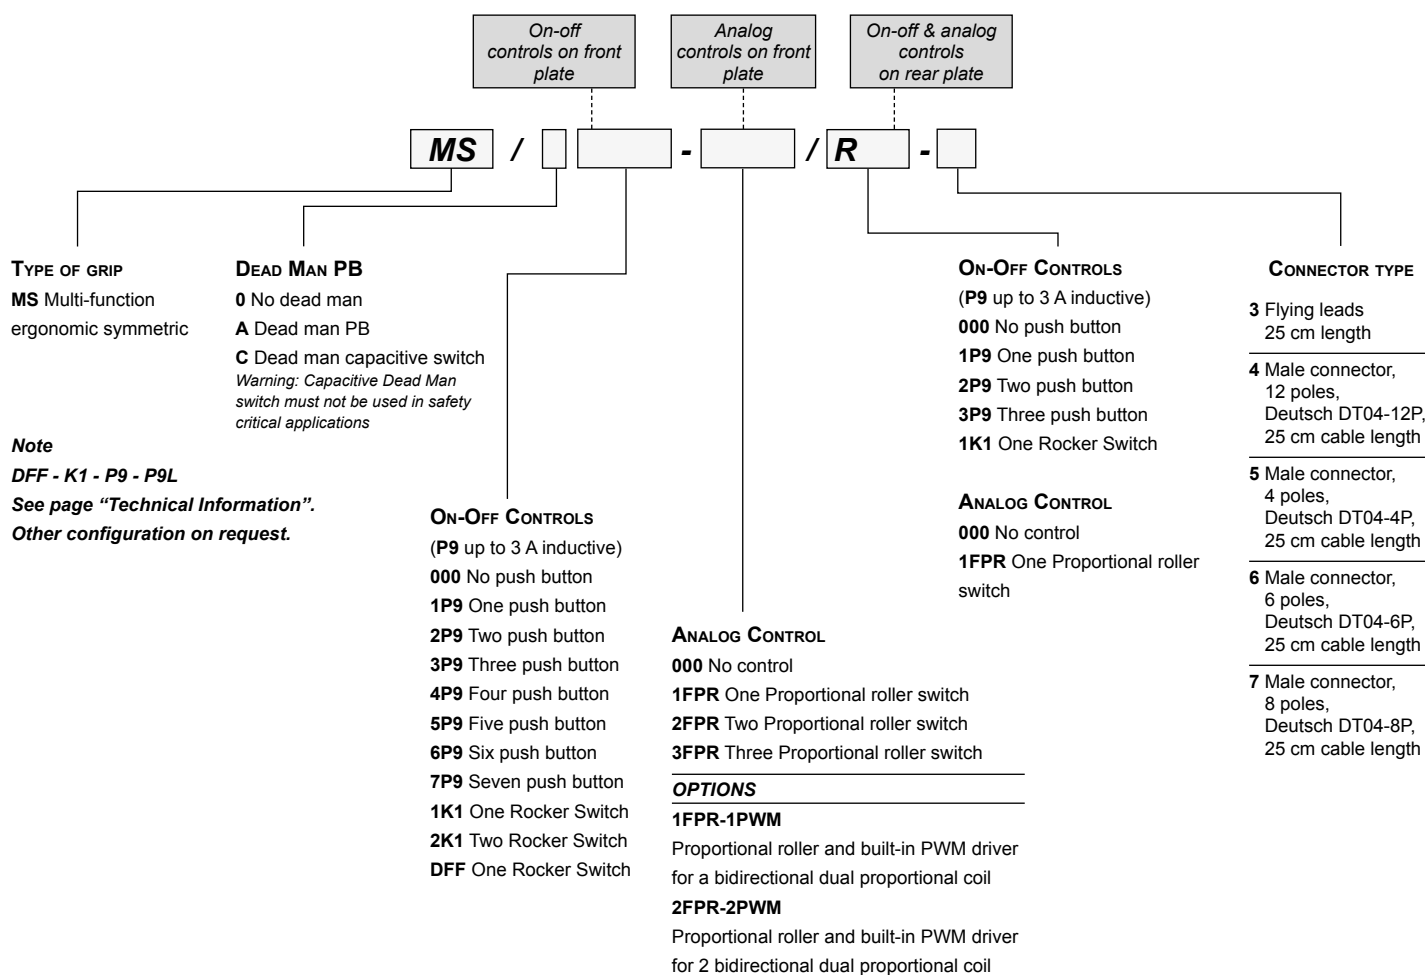 On-off
controls on front
plate
Analog
controls on front
plate
On-off & analog
controls
on rear plate
MS / - / R -
TYPE OF GRIP
MS Multi-function
ergonomic symmetric
DEAD MAN PB
0 No dead man
A Dead man PB
C Dead man capacitive switch
Warning: Capacitive Dead Man
switch must not be used in safety
critical applications
Note
DFF - K1 - P9 - P9L
See page “Technical Information”.
Other configuration on request.
ON-OFF CONTROLS
(P9 up to 3 A inductive)
000 No push button
1P9 One push button
2P9 Two push button
3P9 Three push button
4P9 Four push button
5P9 Five push button
6P9 Six push button
7P9 Seven push button
1K1 One Rocker Switch
2K1 Two Rocker Switch
DFF One Rocker Switch
ANALOG CONTROL
000 No control
1FPR One Proportional roller switch
2FPR Two Proportional roller switch
3FPR Three Proportional roller switch
OPTIONS
1FPR-1PWM
Proportional roller and built-in PWM driver
for a bidirectional dual proportional coil
2FPR-2PWM
Proportional roller and built-in PWM driver
for 2 bidirectional dual proportional coil
ON-OFF CONTROLS
(P9 up to 3 A inductive)
000 No push button
1P9 One push button
2P9 Two push button
3P9 Three push button
1K1 One Rocker Switch
ANALOG CONTROL
000 No control
1FPR One Proportional roller
switch
CONNECTOR TYPE
3 Flying leads
25 cm length
4 Male connector,
12 poles,
Deutsch DT04-12P,
25 cm cable length
5 Male connector,
4 poles,
Deutsch DT04-4P,
25 cm cable length
6 Male connector,
6 poles,
Deutsch DT04-6P,
25 cm cable length
7 Male connector,
8 poles,
Deutsch DT04-8P,
25 cm cable length